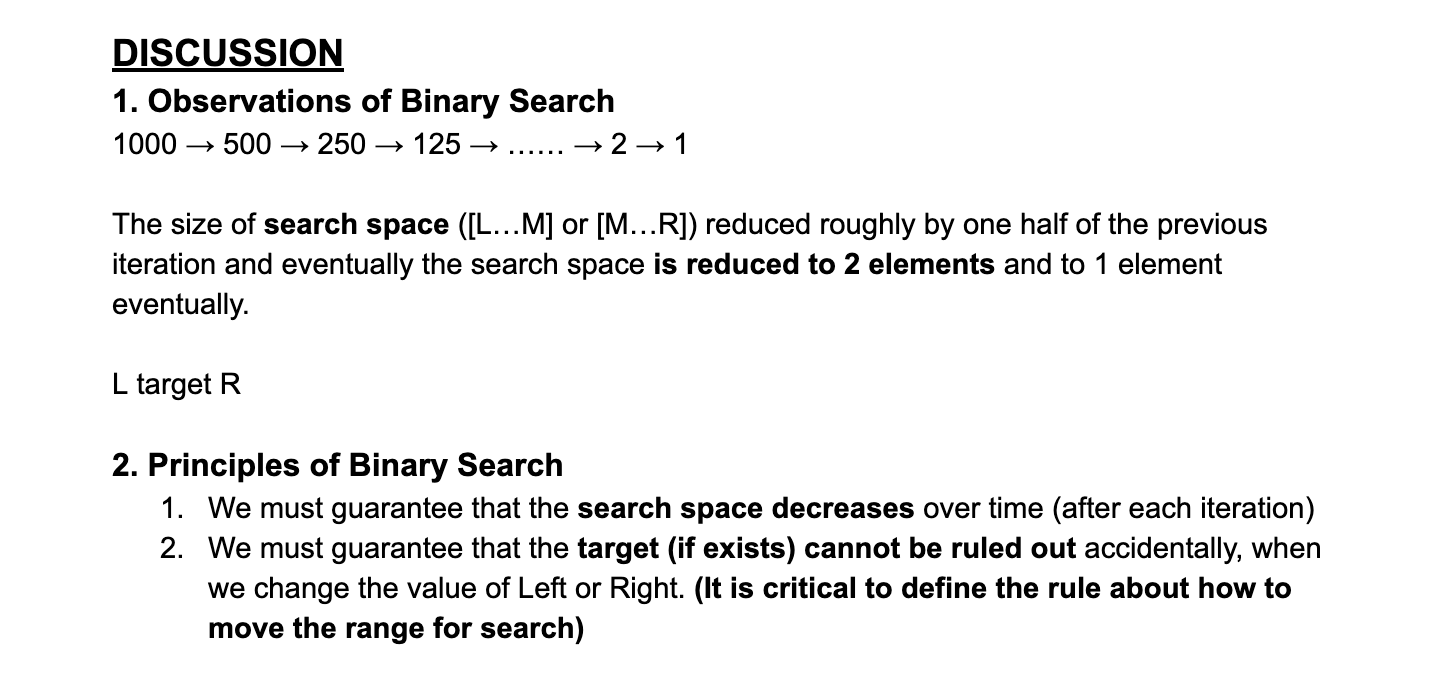 DISCUSSION
1. Observations of Binary Search
1000 → 500 → 250 → 125 → …… → 2 → 1
The size of search space ([L…M] or [M…R]) reduced roughly by one half of the previous
iteration and eventually the search space is reduced to 2 elements and to 1 element
eventually.
L target R
2. Principles of Binary Search
1. We must guarantee that the search space decreases over time (after each iteration)
2. We must guarantee that the target (if exists) cannot be ruled out accidentally, when
we change the value of Left or Right. (It is critical to define the rule about how to
move the range for search)